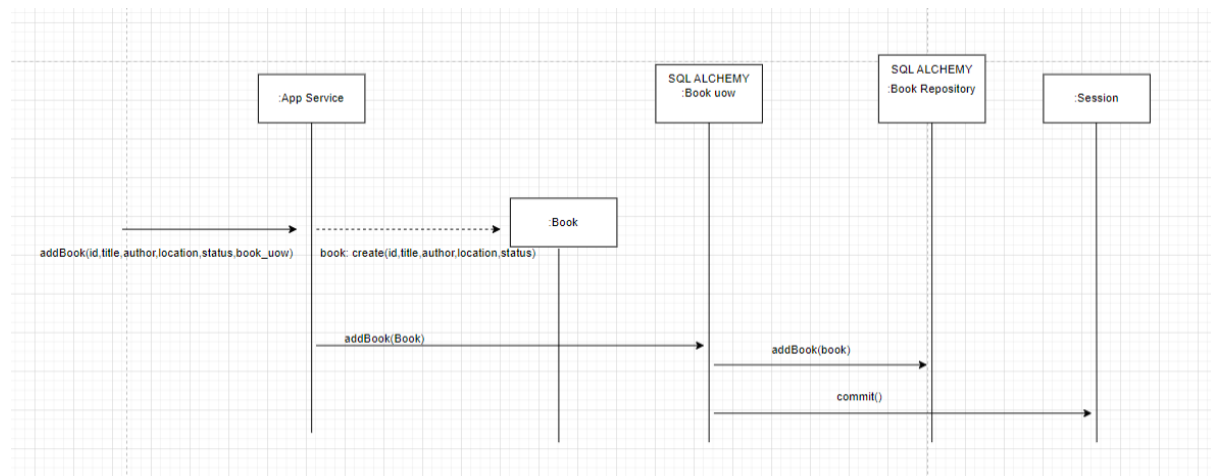 :App Service
SQL ALCHEMY
:Book uow
SQL ALCHEMY
:Book Repository
:Session
:Book
addBook(id,title,author,location,status,book_uow)
book: create(id,title,author,location,status)
addBook(Book)
addBook(book)
commit()